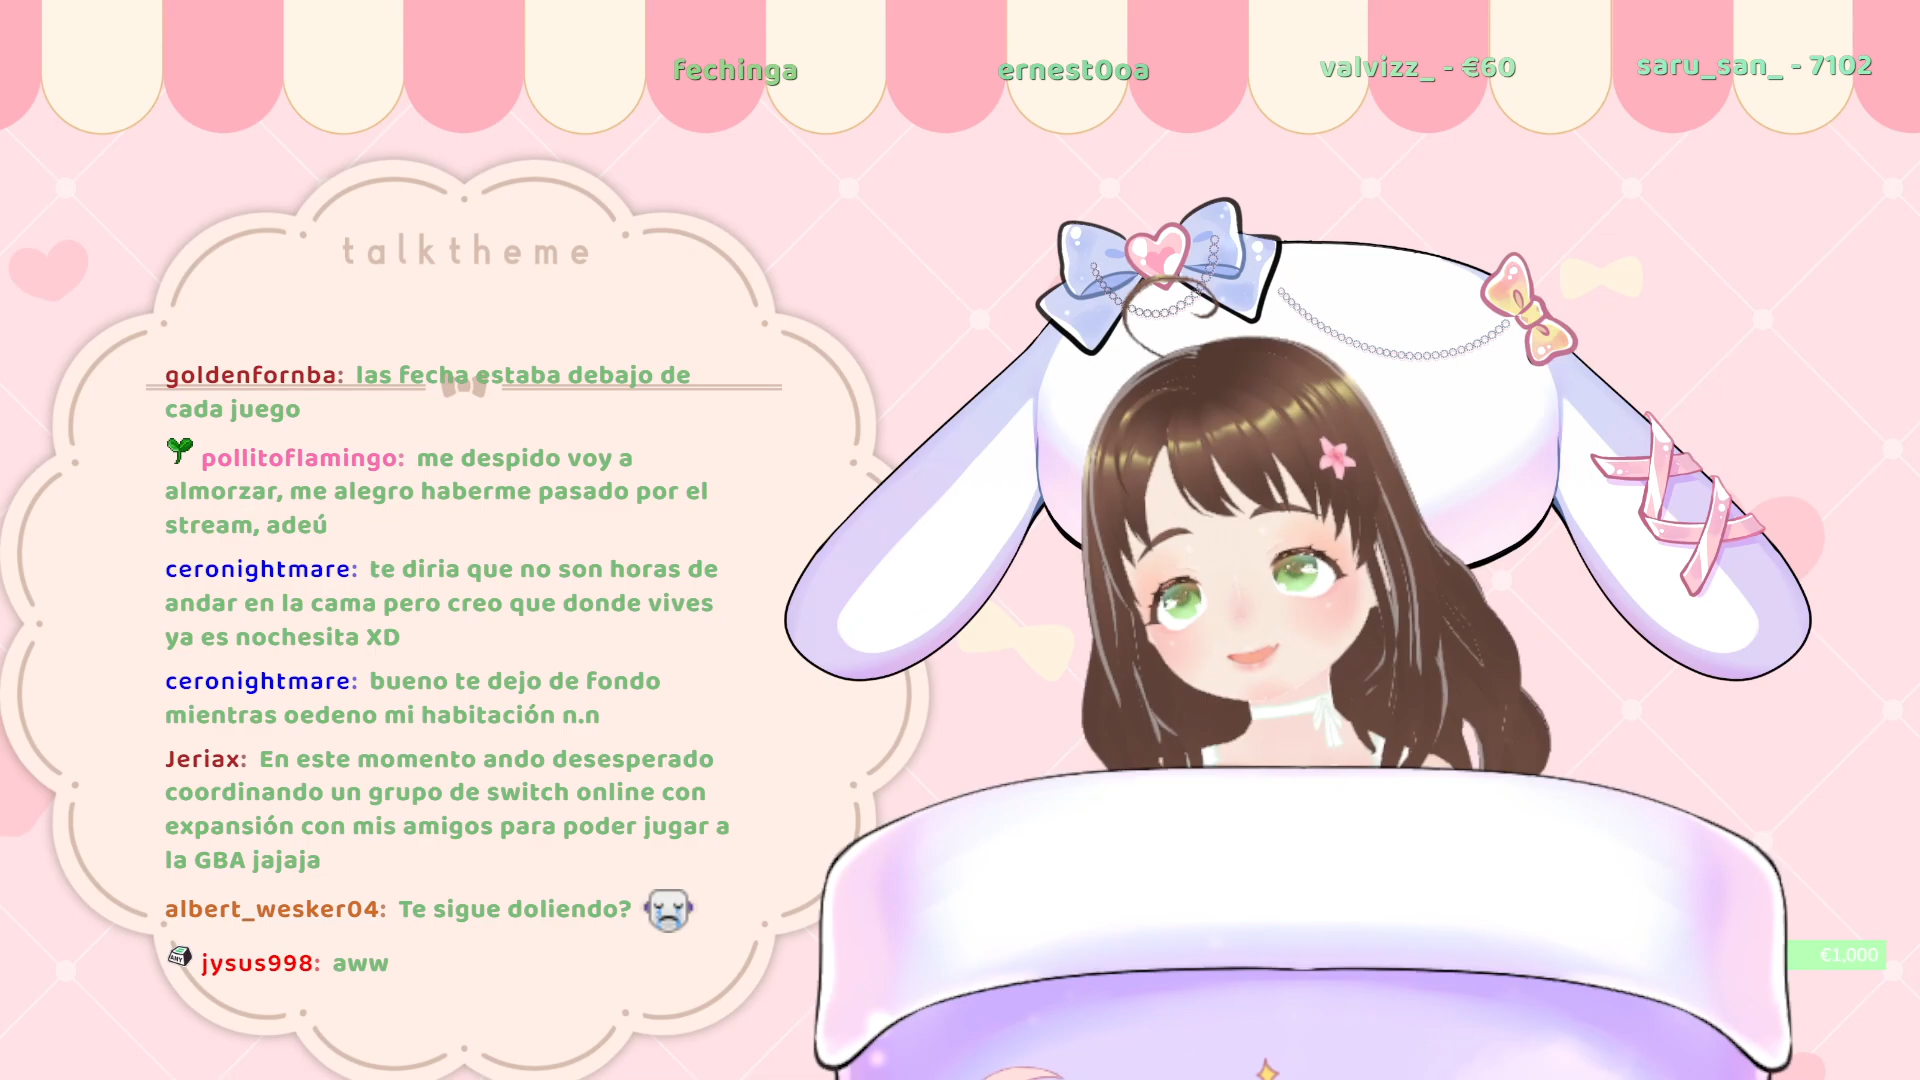 fechinga
ernest0oa
valvizz_ - €60
saru_san_ - 7102
talktheme
goldenfornba: las fecha estaba debajo de
cada juego
pollitoflamingo: me despido voy a
almorzar, me alegro haberme pasado por el
stream, adeú
ceronightmare: te diria que no son horas de
andar en la cama pero creo que donde vives
ya es nochesita XD
ceronightmare: bueno te dejo de fondo
mientras oedeno mi habitación n.n
Jeriax: En este momento ando desesperado
coordinando un grupo de switch online con
expansión con mis amigos para poder jugar a
la GBA jajaja
albert_wesker04: Te sigue doliendo?
ANY
jysus998: aww
€1,000